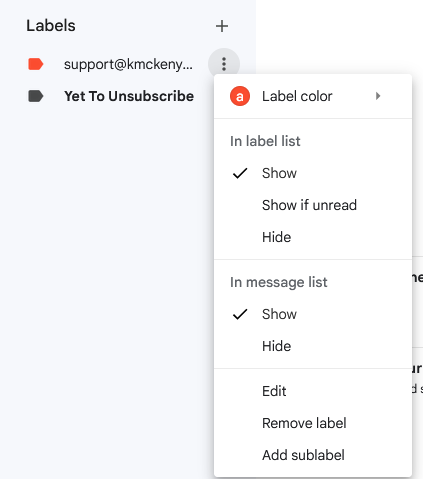 Labels
support@kmckeny...
Yet To Unsubscribe
a Label color
In label list
Show
Show if unread
Hide
In message list
Show
Hide
Edit
Remove label
Add sublabel